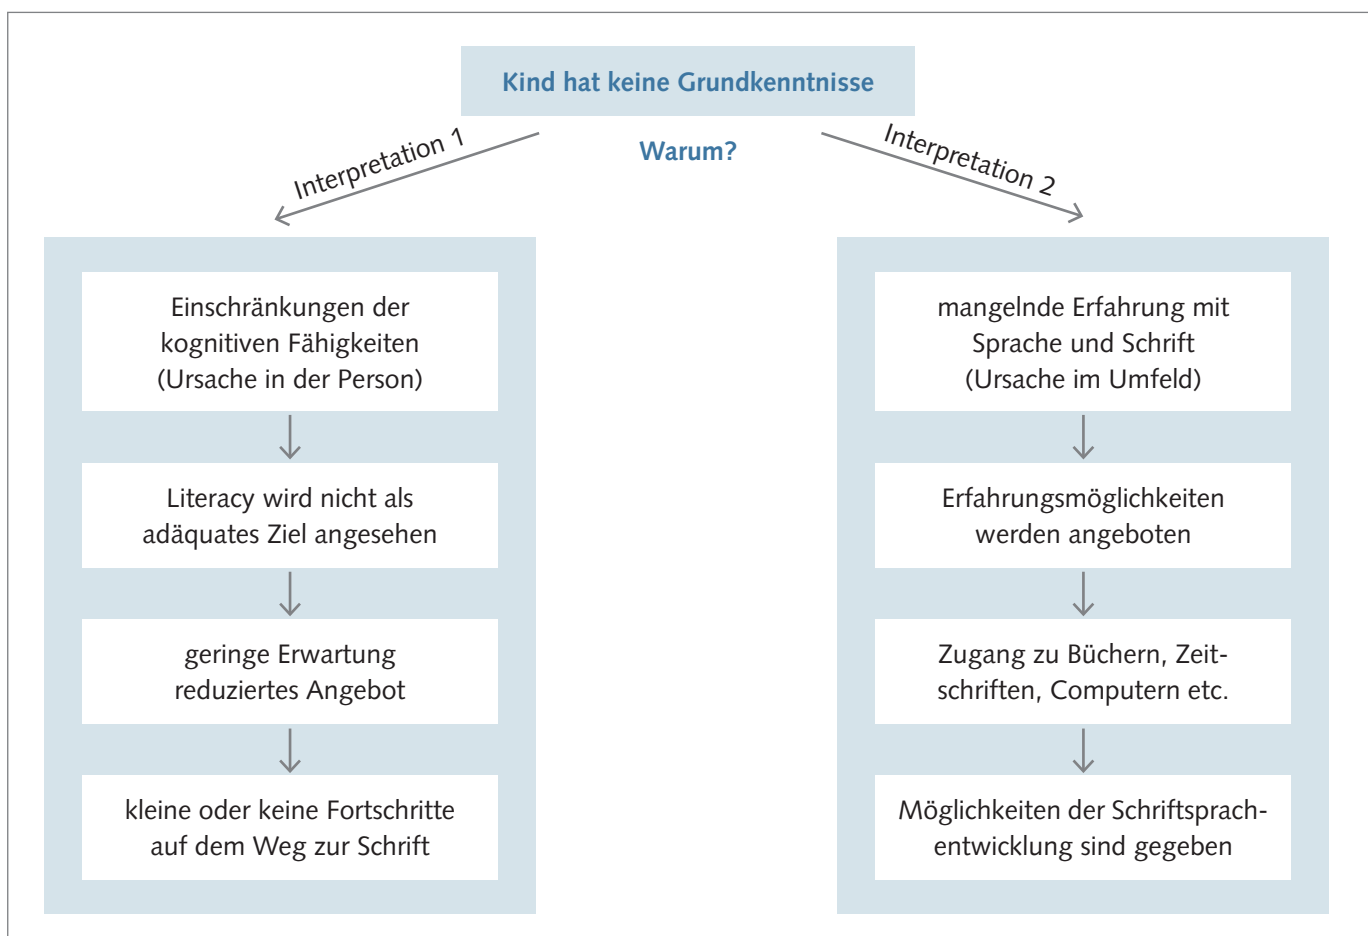 Kind hat keine Grundkenntnisse
Warum?
Interpretation 1
Interpretation 2
Einschränkungen der
kognitiven Fähigkeiten
(Ursache in der Person)
Literacy wird nicht als
adäquates Ziel angesehen
geringe Erwartung
reduziertes Angebot
kleine oder keine Fortschritte
auf dem Weg zur Schrift
mangelnde Erfahrung mit
Sprache und Schrift
(Ursache im Umfeld)
Erfahrungsmöglichkeiten
werden angeboten
Zugang zu Büchern, Zeit-
schriften, Computern etc.
Möglichkeiten der Schriftsprach-
entwicklung sind gegeben